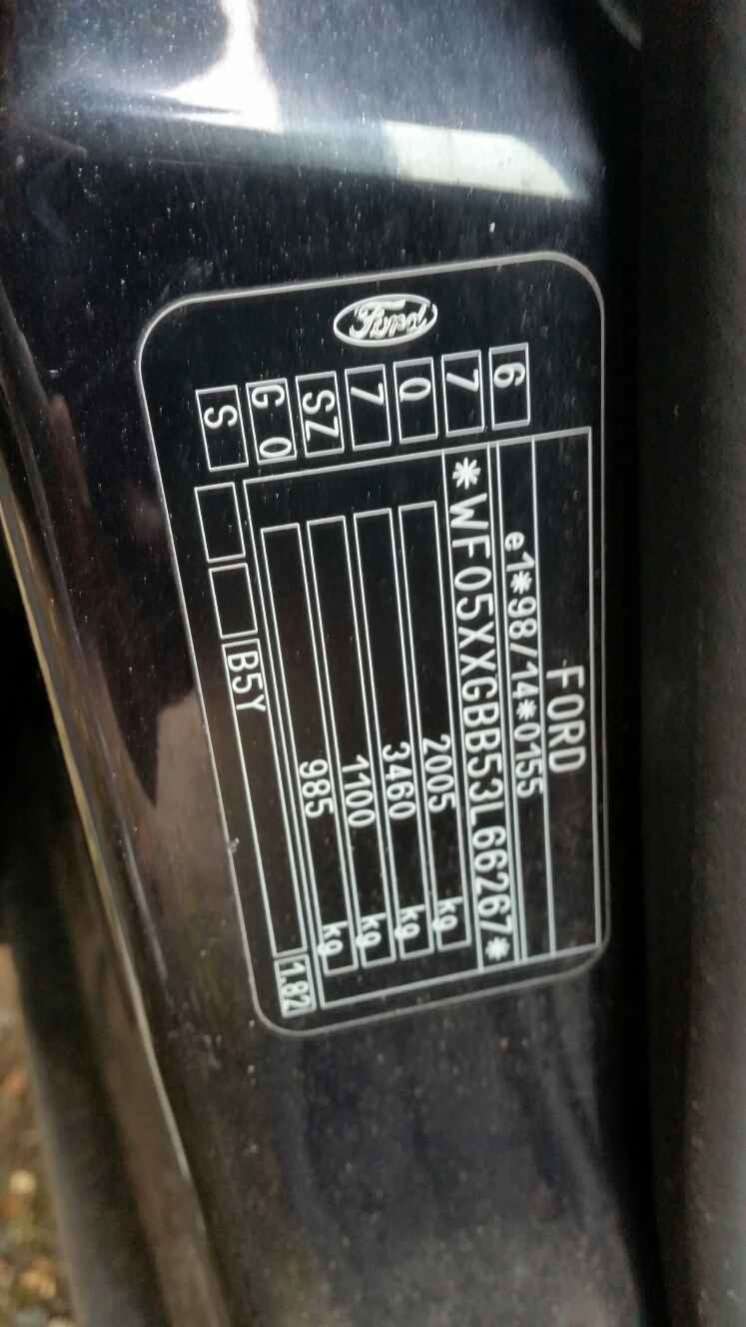 Ford
FORD
e1*98/14*0155
*WF05XXGBB53L66267*
2005 kg
3460 kg
1100 kg
985 kg
6
7
Q
7
SZ
G O
S
B5Y
1.82